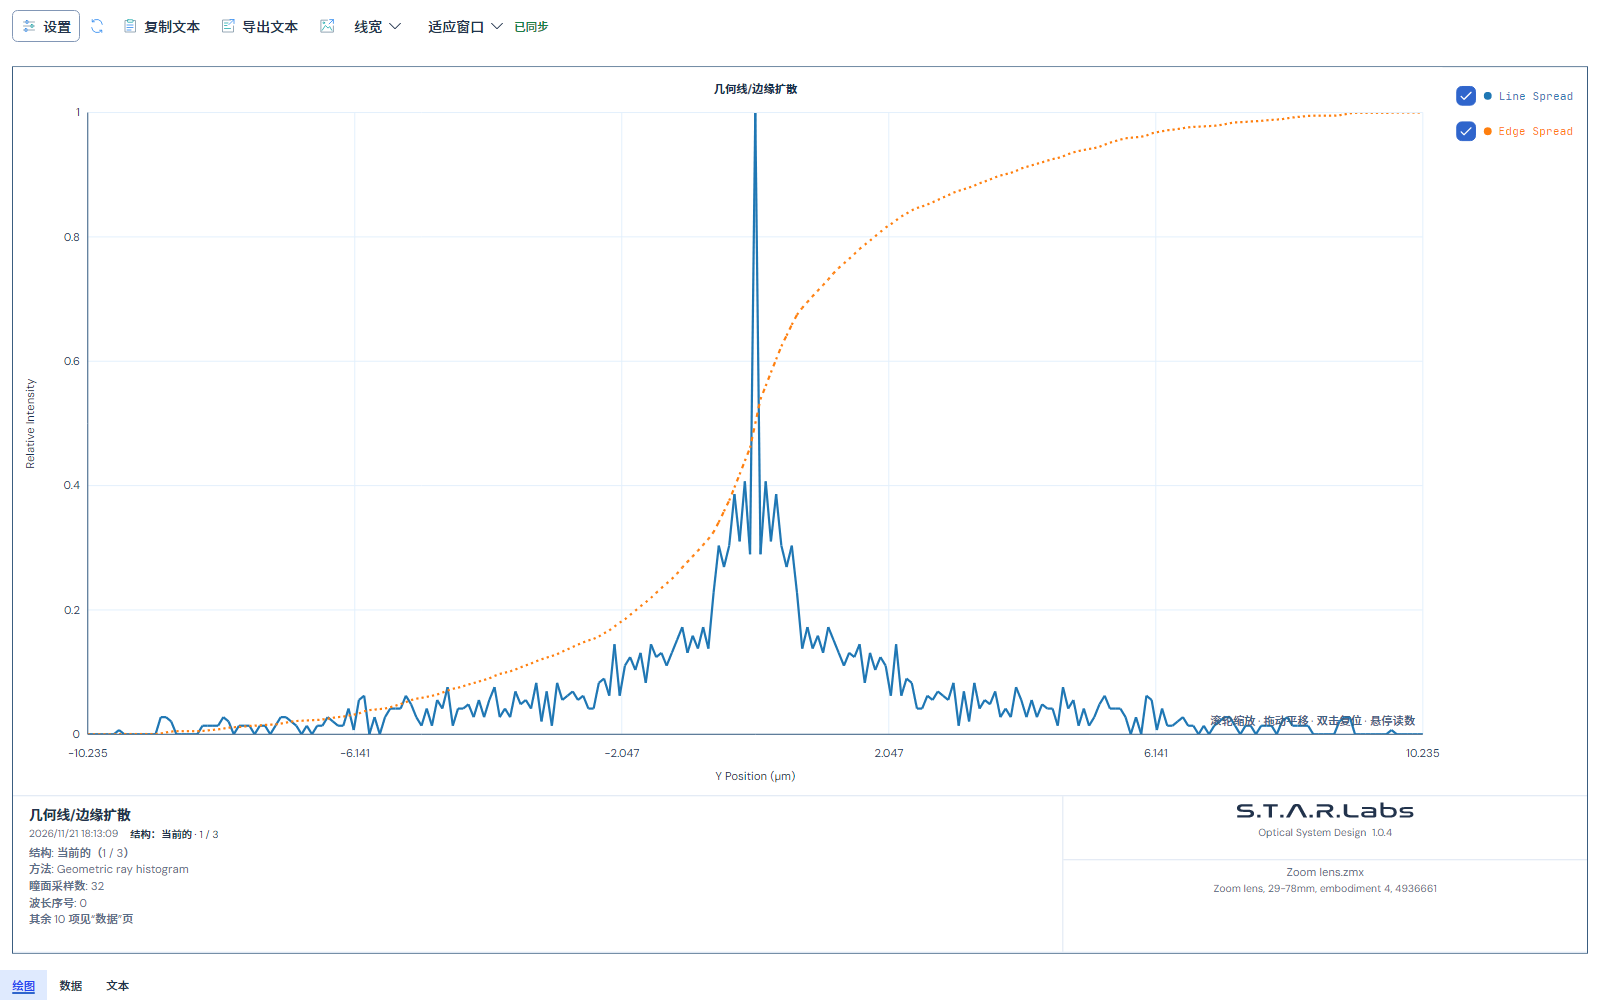 设置 复制文本 导出文本 线宽 适应窗口 已同步
几何线/边缘扩散
Line Spread
Edge Spread
1
0.8
0.6
0.4
0.2
0
Relative Intensity
滚轮缩放 · 拖动平移 · 双击复位 · 悬停读数
-10.235 -6.141 -2.047 2.047 6.141 10.235
Y Position (µm)
几何线/边缘扩散
2026/11/21 18:13:09 结构: 当前的 · 1 / 3
结构: 当前的 (1 / 3)
方法: Geometric ray histogram
瞳面采样数: 32
波长序号: 0
其余 10 项见“数据”页
S.T.A.R.Labs
Optical System Design 1.0.4
Zoom lens.zmx
Zoom lens, 29-78mm, embodiment 4, 4936661
绘图 数据 文本